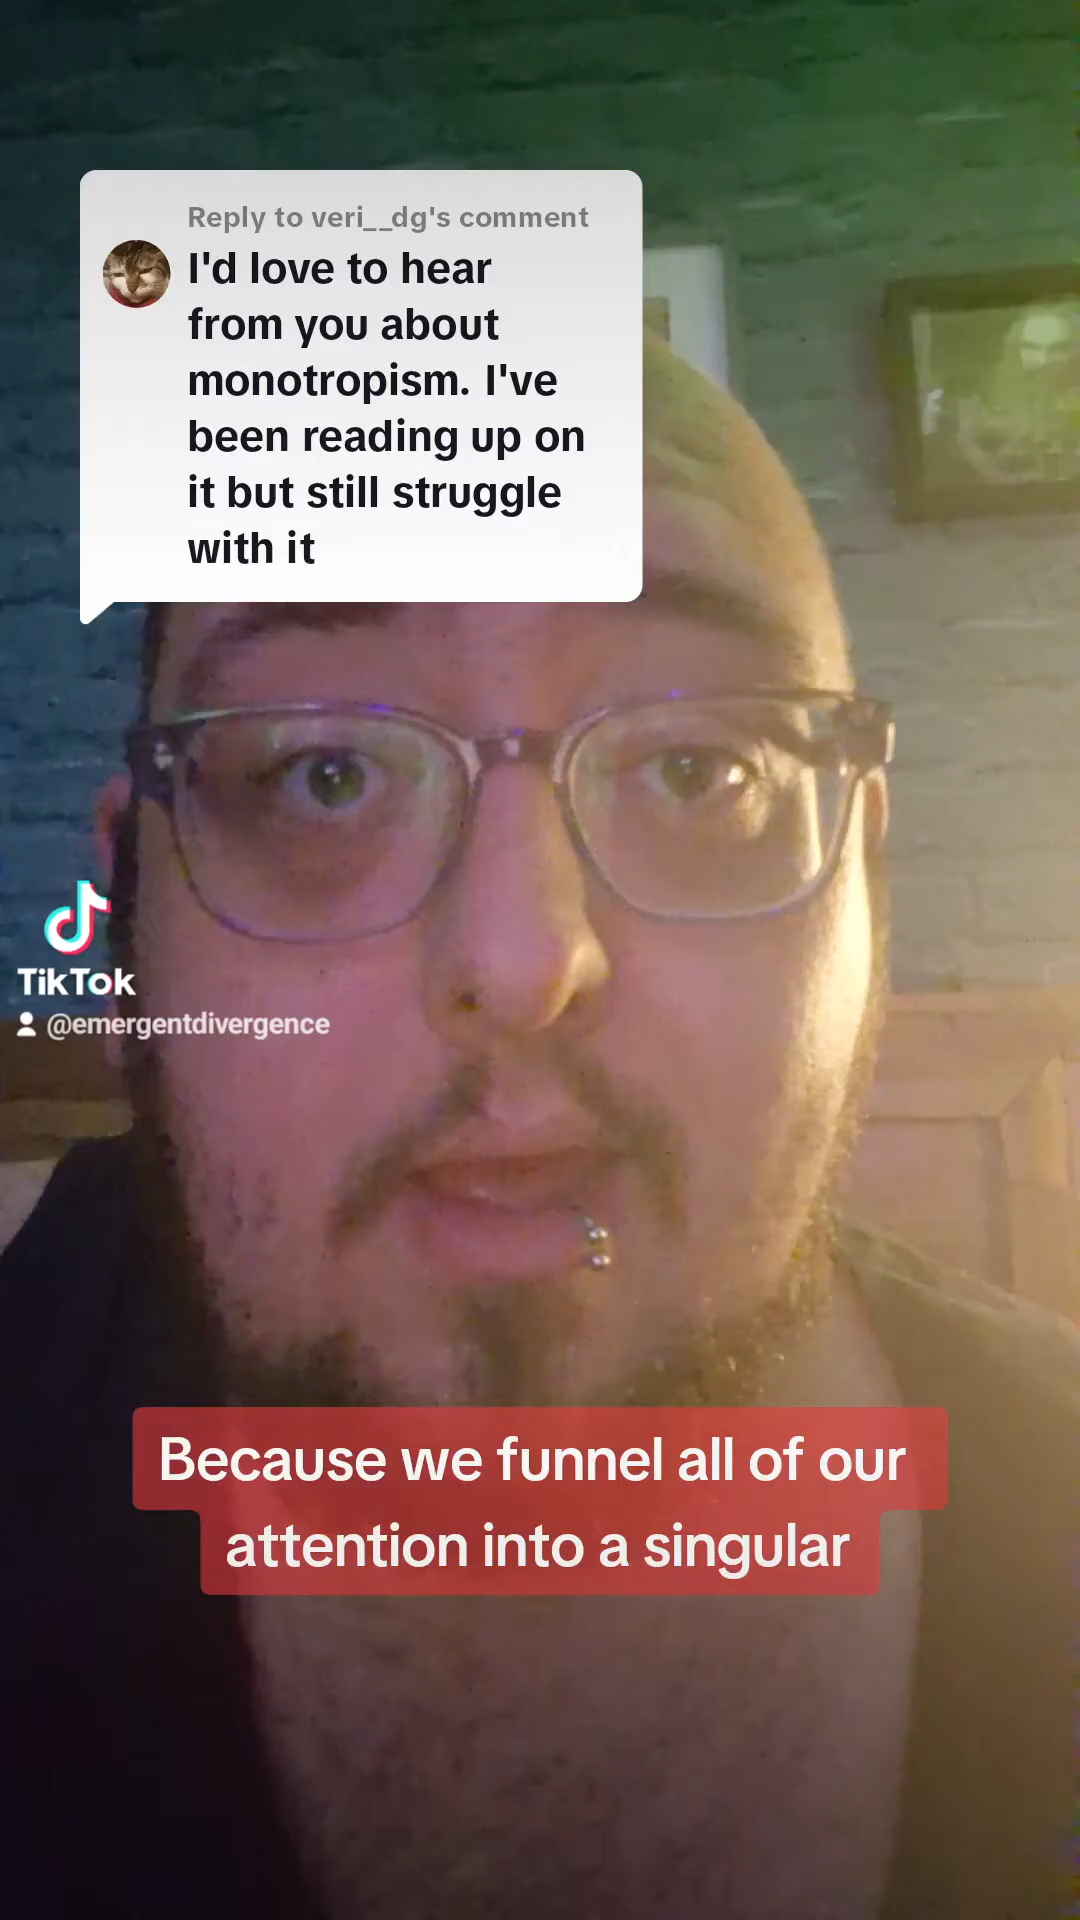 Reply to veri__dg's comment
I'd love to hear
from you about
monotropism. I've
been reading up on
it but still struggle
with it
TikTok
@emergentdivergence
Because we funnel all of our
attention into a singular